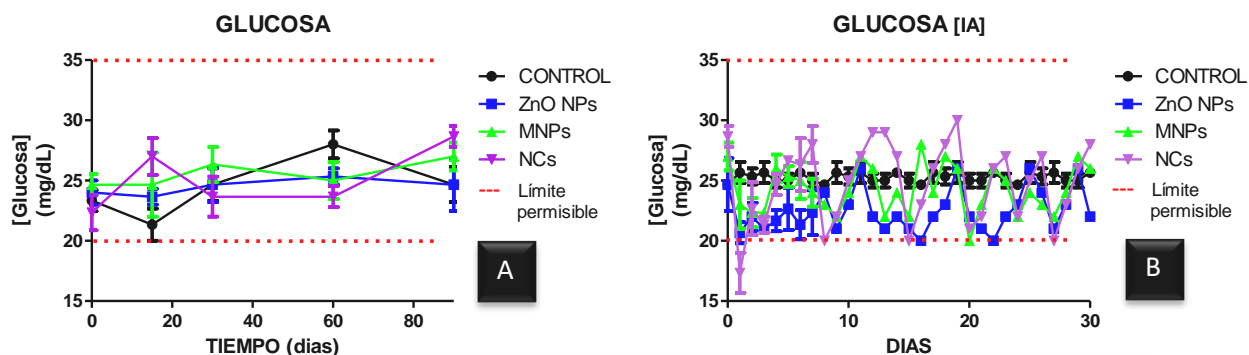 GLUCOSA
35
30
25
20
15
0
20
40
60
80
[Glucosa]
(mg/dL)
TIEMPO (dias)
CONTROL
ZnO NPs
MNPs
NCs
Límite
permisible
A
GLUCOSA [IA]
35
30
25
20
15
0
10
20
30
[Glucosa]
(mg/dL)
DIAS
CONTROL
ZnO NPs
MNPs
NCs
Límite
permisible
B